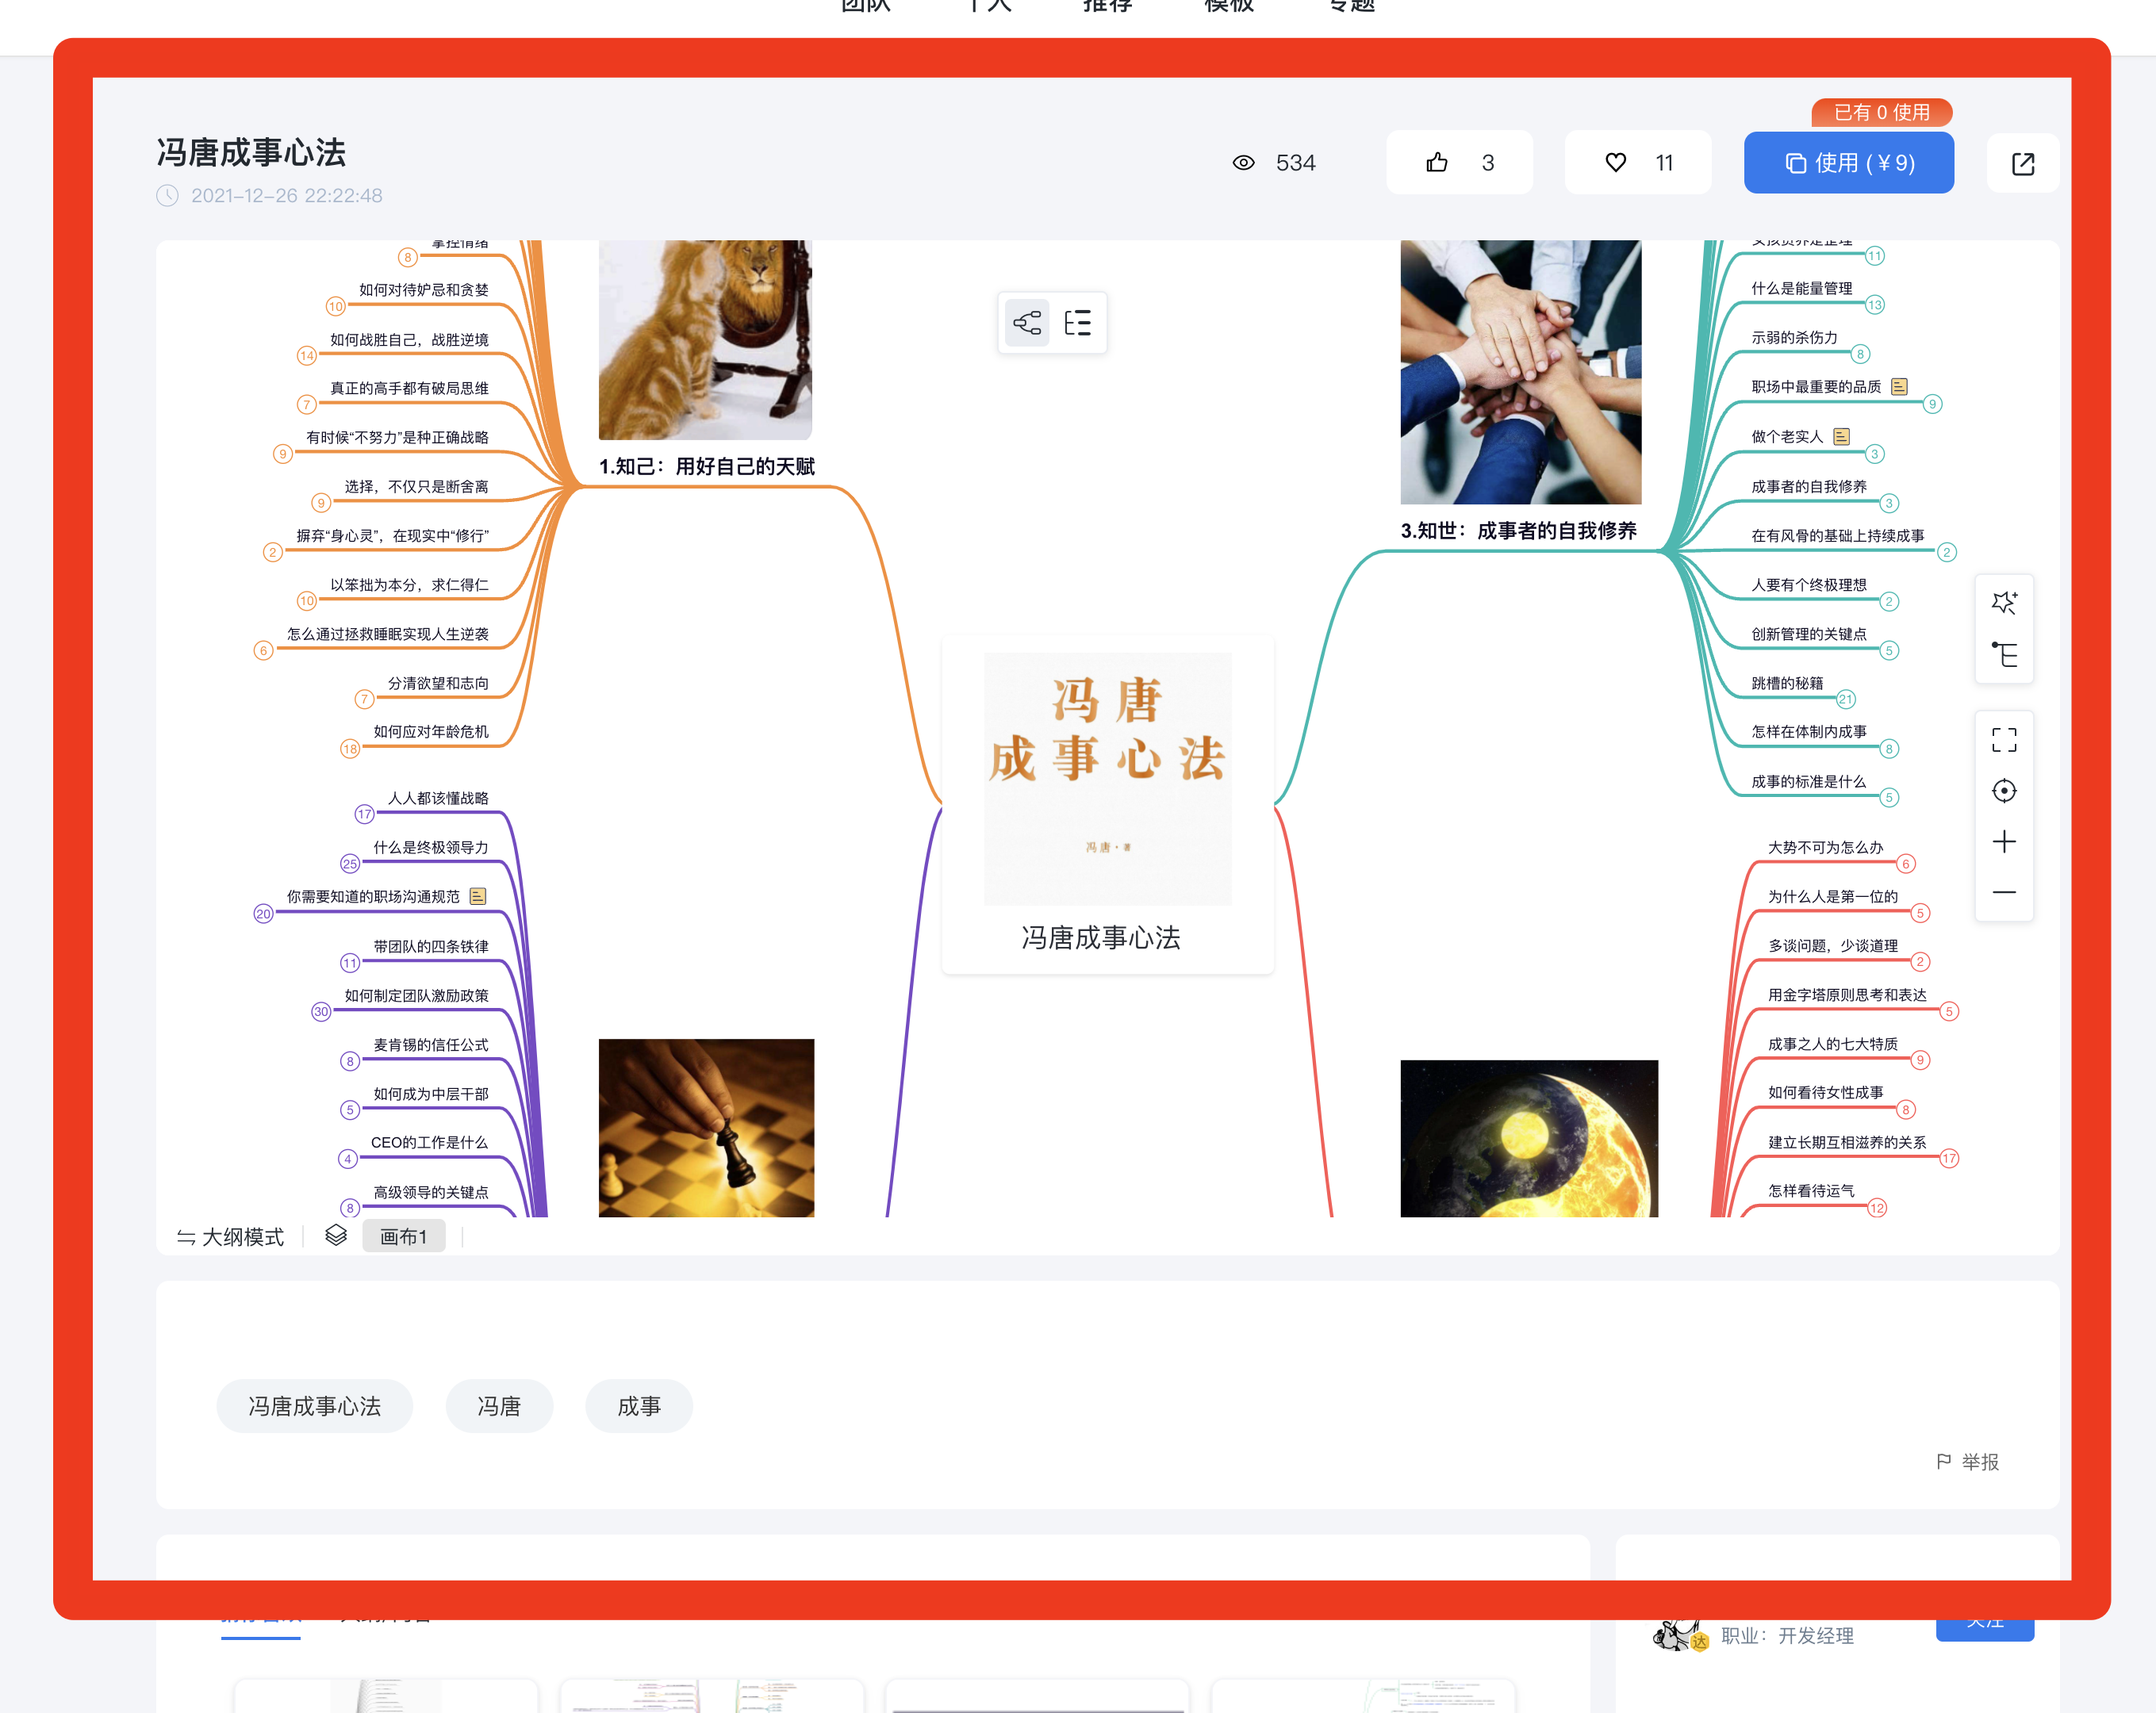 团队 个人 推荐 模板 专题
已有 0 使用
冯唐成事心法
534 3 11 使用 (￥9)
2021-12-26 22:22:48
掌控情绪
8
如何对待妒忌和贪婪
10
如何战胜自己，战胜逆境
14
真正的高手都有破局思维
7
有时候“不努力”是种正确战略
9
选择，不仅只是断舍离
9
摒弃“身心灵”，在现实中“修行”
2
以笨拙为本分，求仁得仁
10
怎么通过拯救睡眠实现人生逆袭
6
分清欲望和志向
7
如何应对年龄危机
18
1.知己：用好自己的天赋
人人都该懂战略
17
什么是终极领导力
25
你需要知道的职场沟通规范
20
带团队的四条铁律
11
如何制定团队激励政策
30
麦肯锡的信任公式
8
如何成为中层干部
5
CEO的工作是什么
4
高级领导的关键点
8
冯唐
成事心法
冯唐·著
冯唐成事心法
3.知世：成事者的自我修养
11
什么是能量管理
13
示弱的杀伤力
8
职场中最重要的品质
9
做个老实人
3
成事者的自我修养
3
在有风骨的基础上持续成事
2
人要有个终极理想
2
创新管理的关键点
5
跳槽的秘籍
21
怎样在体制内成事
8
成事的标准是什么
5
大势不可为怎么办
6
为什么人是第一位的
5
多谈问题，少谈道理
2
用金字塔原则思考和表达
5
成事之人的七大特质
9
如何看待女性成事
8
建立长期互相滋养的关系
17
怎样看待运气
12
大纲模式 画布1
冯唐成事心法 冯唐 成事
举报
关注
达 职业：开发经理